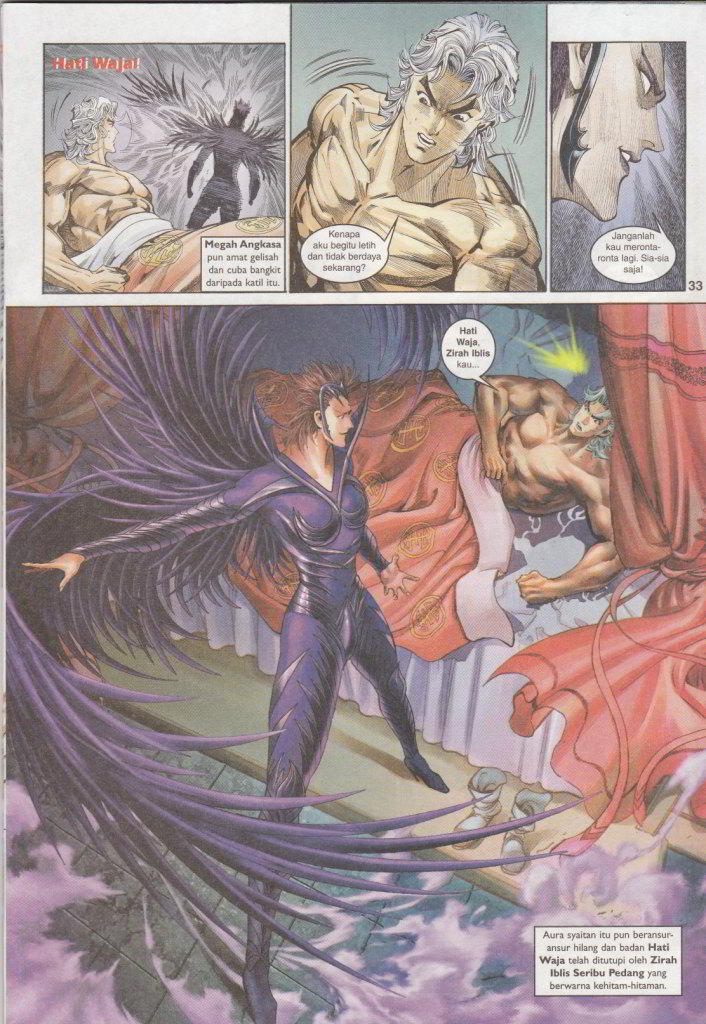 Hati Waja!
Megah Angkasa
pun amat gelisah
dan cuba bangkit
daripada katil itu.
Kenapa
aku begitu letih
dan tidak berdaya
sekarang?
Janganlah
kau meronta-
ronta lagi. Sia-sia
saja!
33
Hati
Waja,
Zirah Iblis
kau...
Aura syaitan itu pun beransur-
ansur hilang dan badan Hati
Waja telah ditutupi oleh Zirah
Iblis Seribu Pedang yang
berwarna kehitam-hitaman.